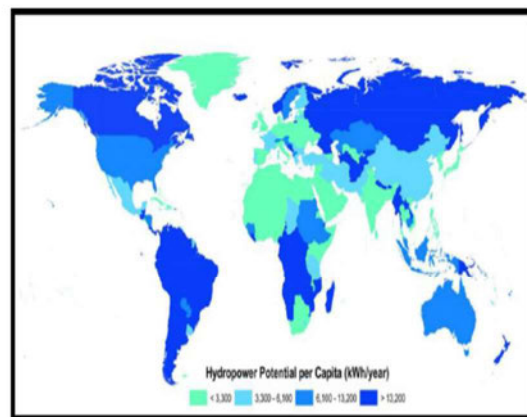 Hydropower Potential per Capita (kWh/year)
< 3,300 3,300 - 6,160 6,160 - 13,200 > 13,200